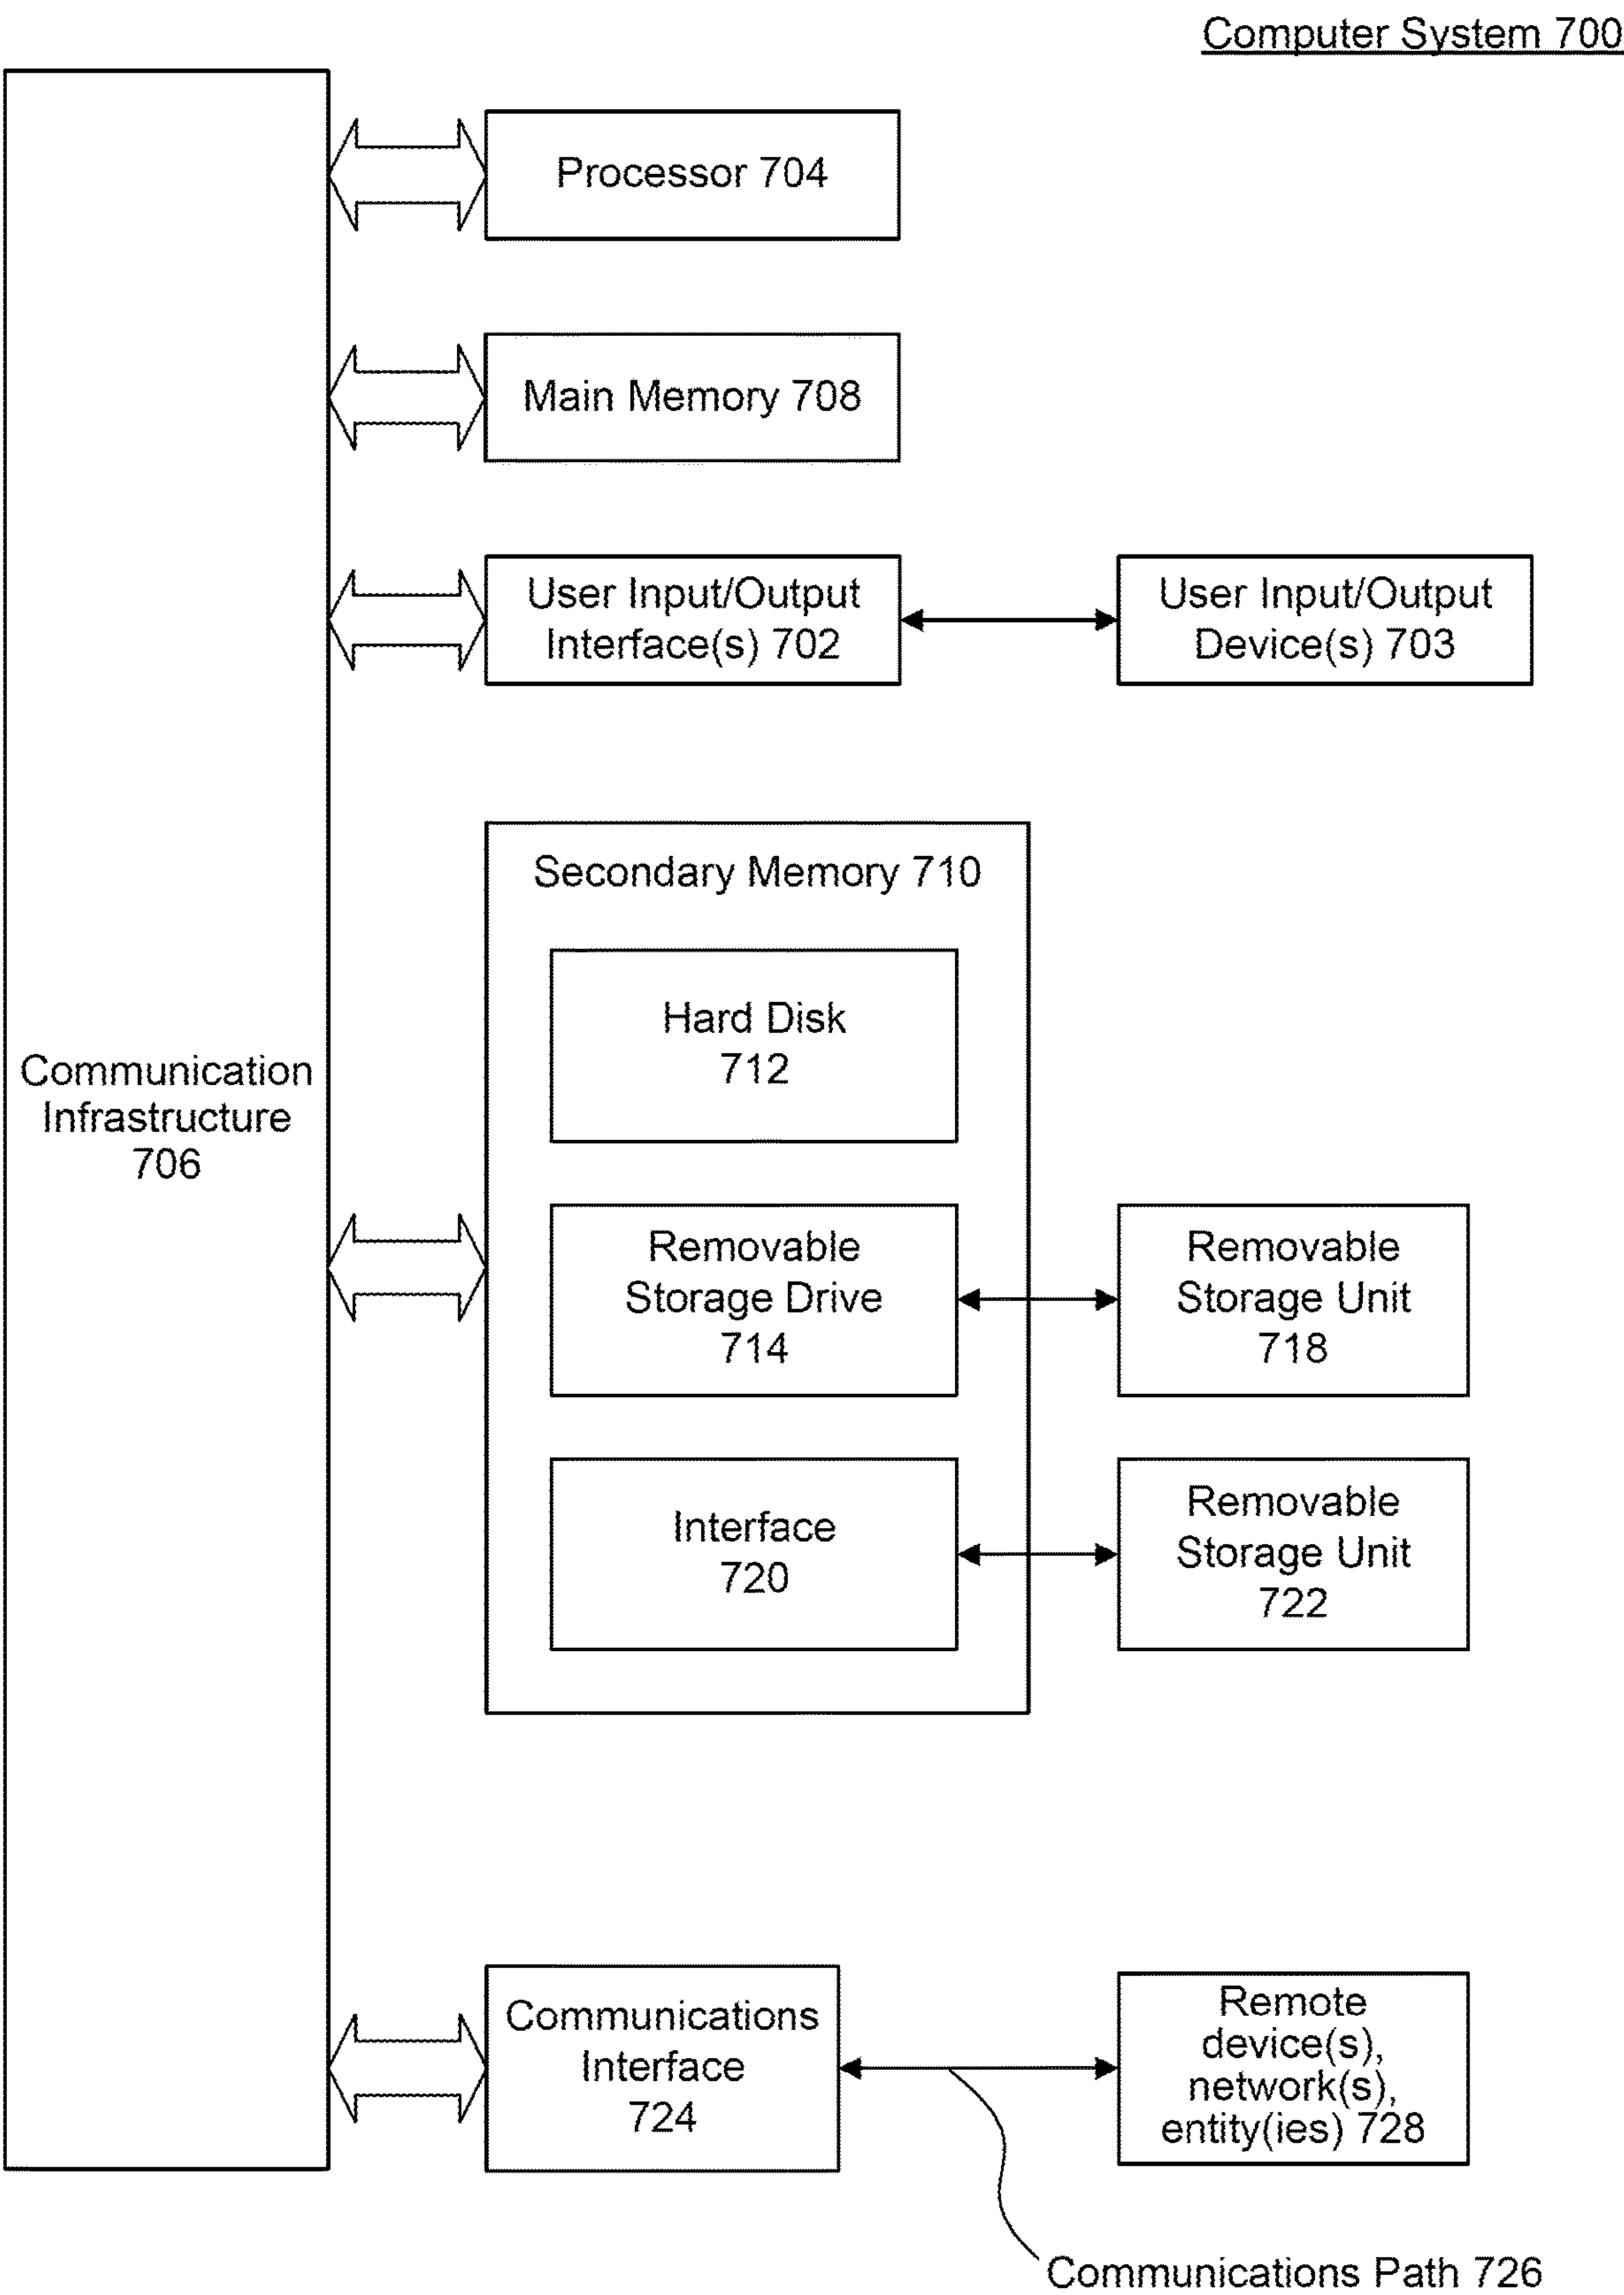 Computer System 700
Processor 704
Main Memory 708
User Input/Output
Interface(s) 702
User Input/Output
Device(s) 703
Secondary Memory 710
Hard Disk
712
Communication
Infrastructure
706
Removable
Storage Drive
714
Removable
Storage Unit
718
Interface
720
Removable
Storage Unit
722
Communications
Interface
724
Remote
device(s),
network(s),
entity(ies) 728
Communications Path 726